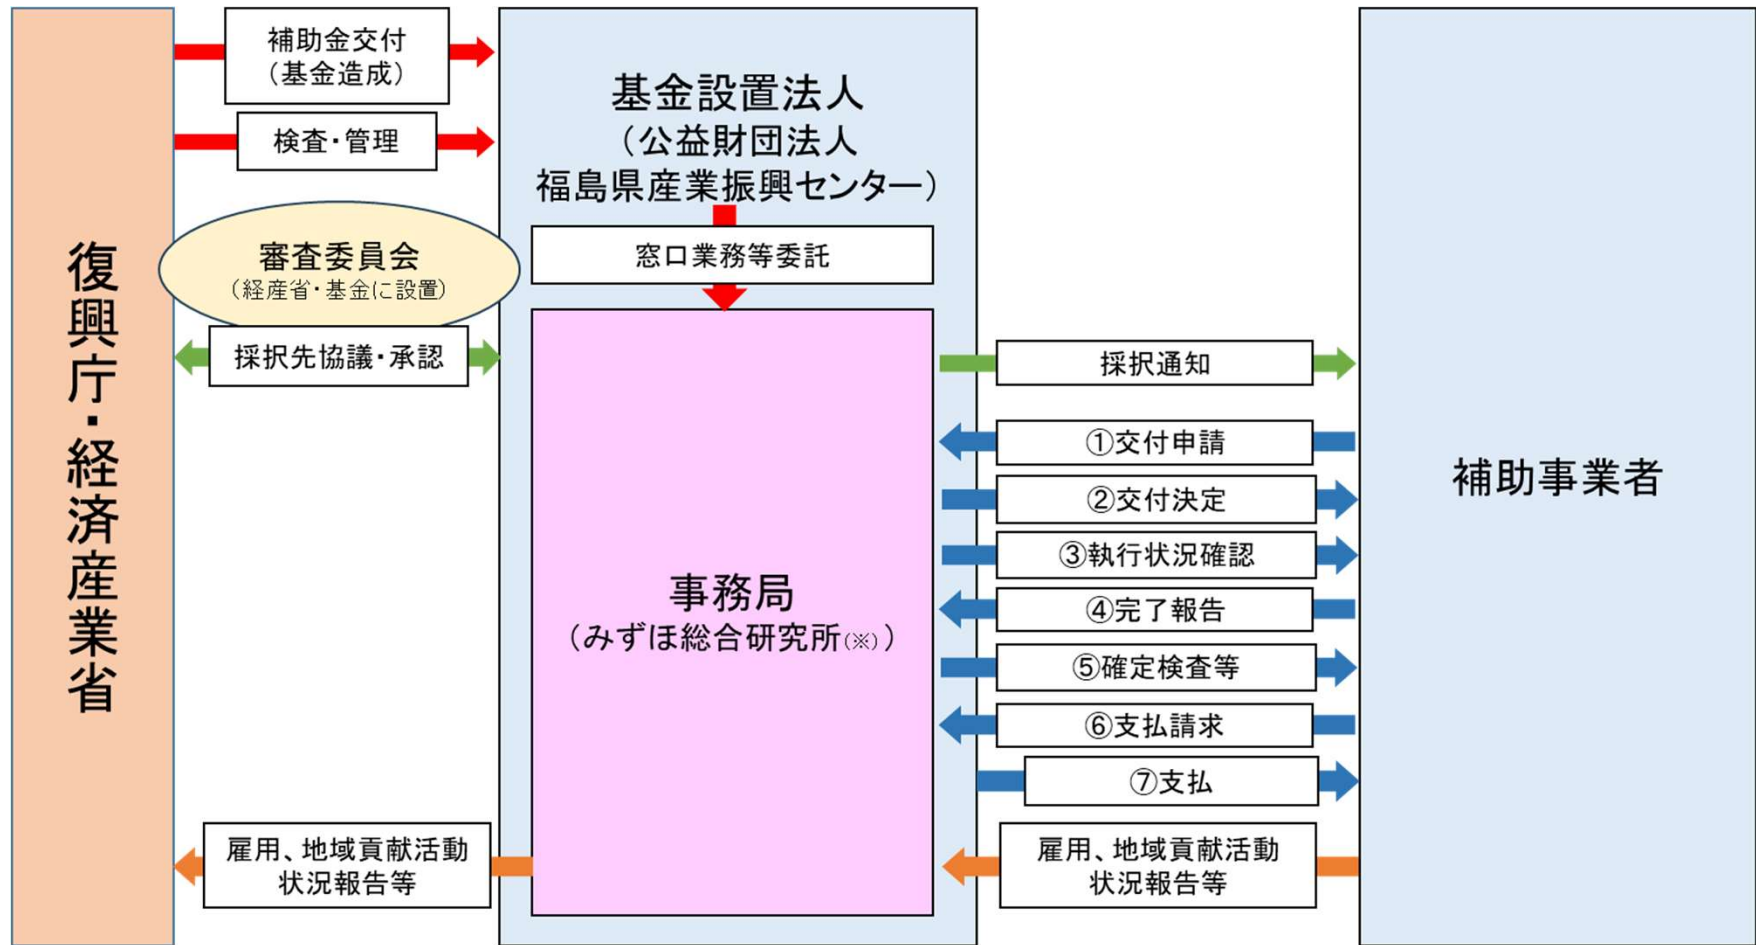 補助金交付
（基金造成）
検査・管理
復興庁・経済産業省
審査委員会
（経産省・基金に設置）
採択先協議・承認
雇用、地域貢献活動
状況報告等
基金設置法人
（公益財団法人
福島県産業振興センター）
窓口業務等委託
事務局
（みずほ総合研究所(※)）
採択通知
①交付申請
②交付決定
③執行状況確認
④完了報告
⑤確定検査等
⑥支払請求
⑦支払
雇用、地域貢献活動
状況報告等
補助事業者